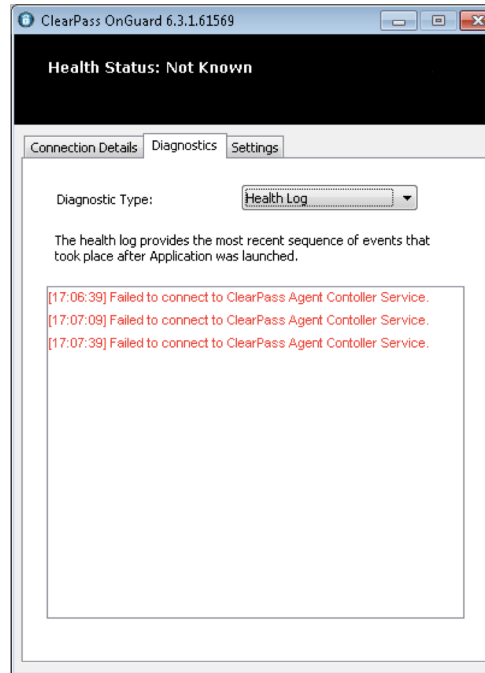 ClearPass OnGuard 6.3.1.61569
Health Status: Not Known
Connection Details Diagnostics Settings
Diagnostic Type: Health Log
The health log provides the most recent sequence of events that
took place after Application was launched.
[17:06:39] Failed to connect to ClearPass Agent Contoller Service.
[17:07:09] Failed to connect to ClearPass Agent Contoller Service.
[17:07:39] Failed to connect to ClearPass Agent Contoller Service.